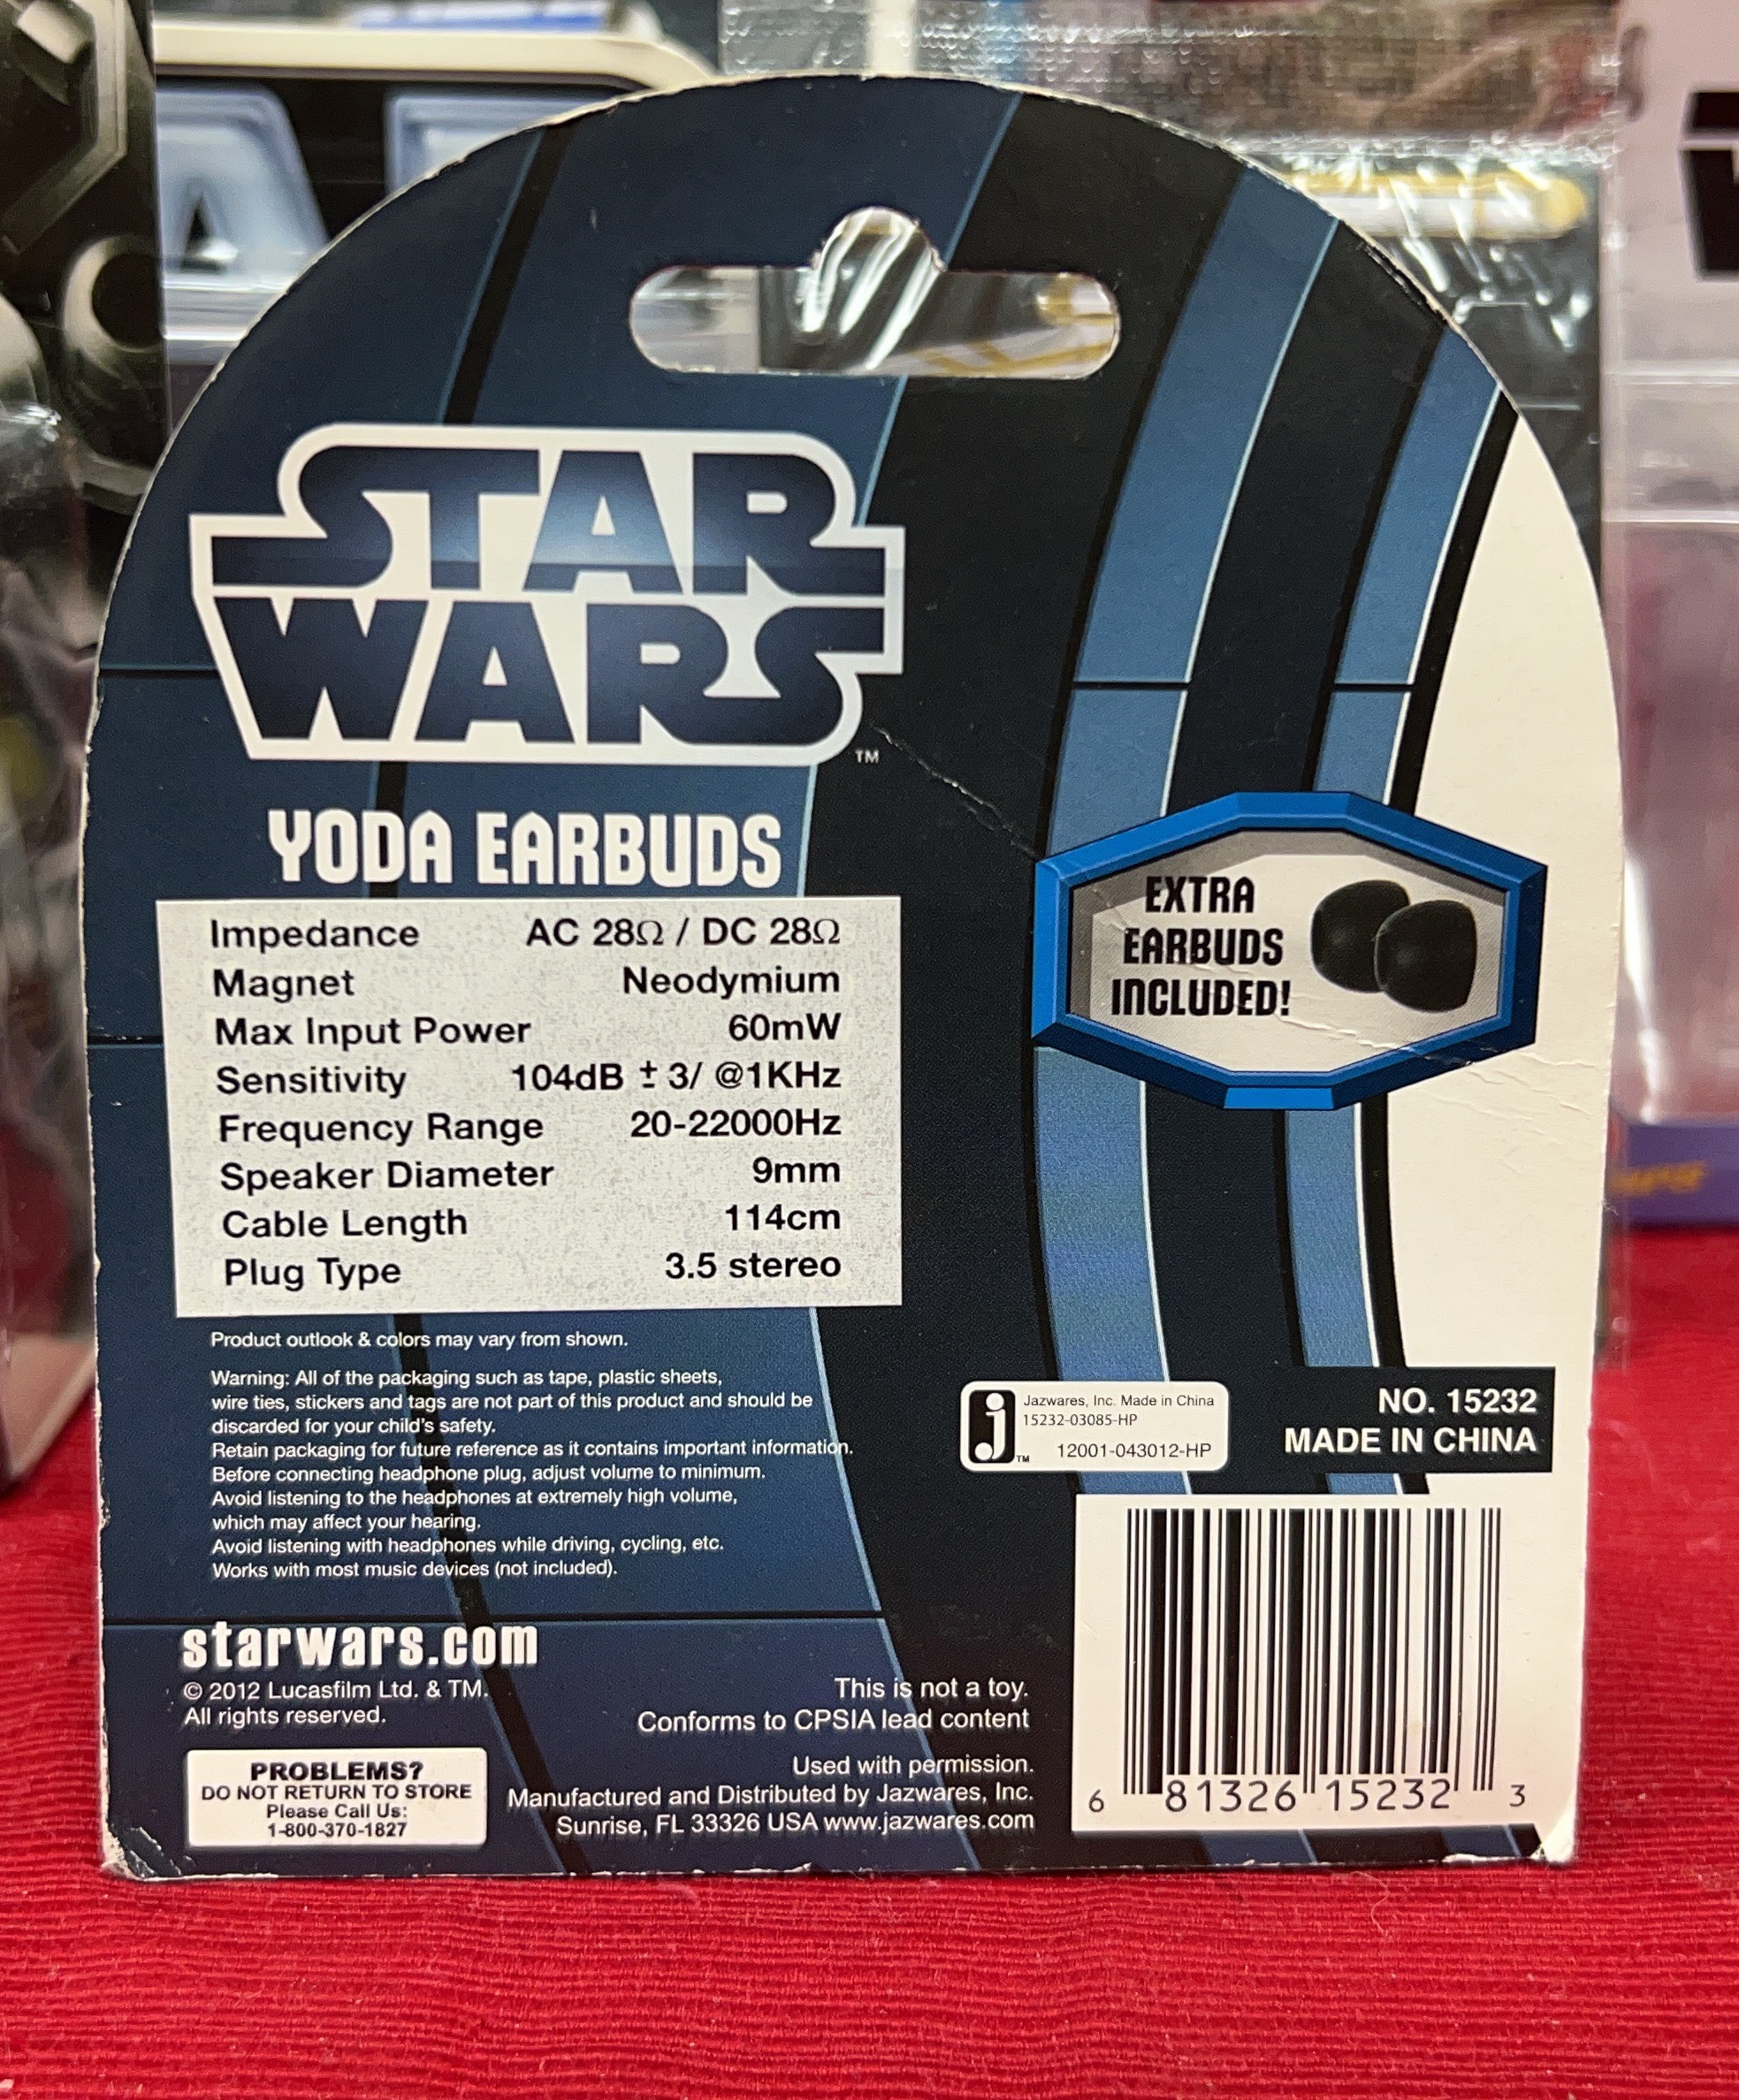 STAR
WARS
TM
YODA EARBUDS
Impedance AC 28Ω / DC 28Ω
Magnet Neodymium
Max Input Power 60mW
Sensitivity 104dB ± 3/ @1KHz
Frequency Range 20-22000Hz
Speaker Diameter 9mm
Cable Length 114cm
Plug Type 3.5 stereo
EXTRA
EARBUDS
INCLUDED!
Product outlook & colors may vary from shown.
Warning: All of the packaging such as tape, plastic sheets,
wire ties, stickers and tags are not part of this product and should be
discarded for your child's safety.
Retain packaging for future reference as it contains important information.
Before connecting headphone plug, adjust volume to minimum.
Avoid listening to the headphones at extremely high volume,
which may affect your hearing.
Avoid listening with headphones while driving, cycling, etc.
Works with most music devices (not included).
j
TM
Jazwares, Inc. Made in China
15232-03085-HP
12001-043012-HP
NO. 15232
MADE IN CHINA
starwars.com
© 2012 Lucasfilm Ltd. & TM.
All rights reserved.
PROBLEMS?
DO NOT RETURN TO STORE
Please Call Us:
1-800-370-1827
This is not a toy.
Conforms to CPSIA lead content
Used with permission.
Manufactured and Distributed by Jazwares, Inc.
Sunrise, FL 33326 USA www.jazwares.com
6 81326 15232 3